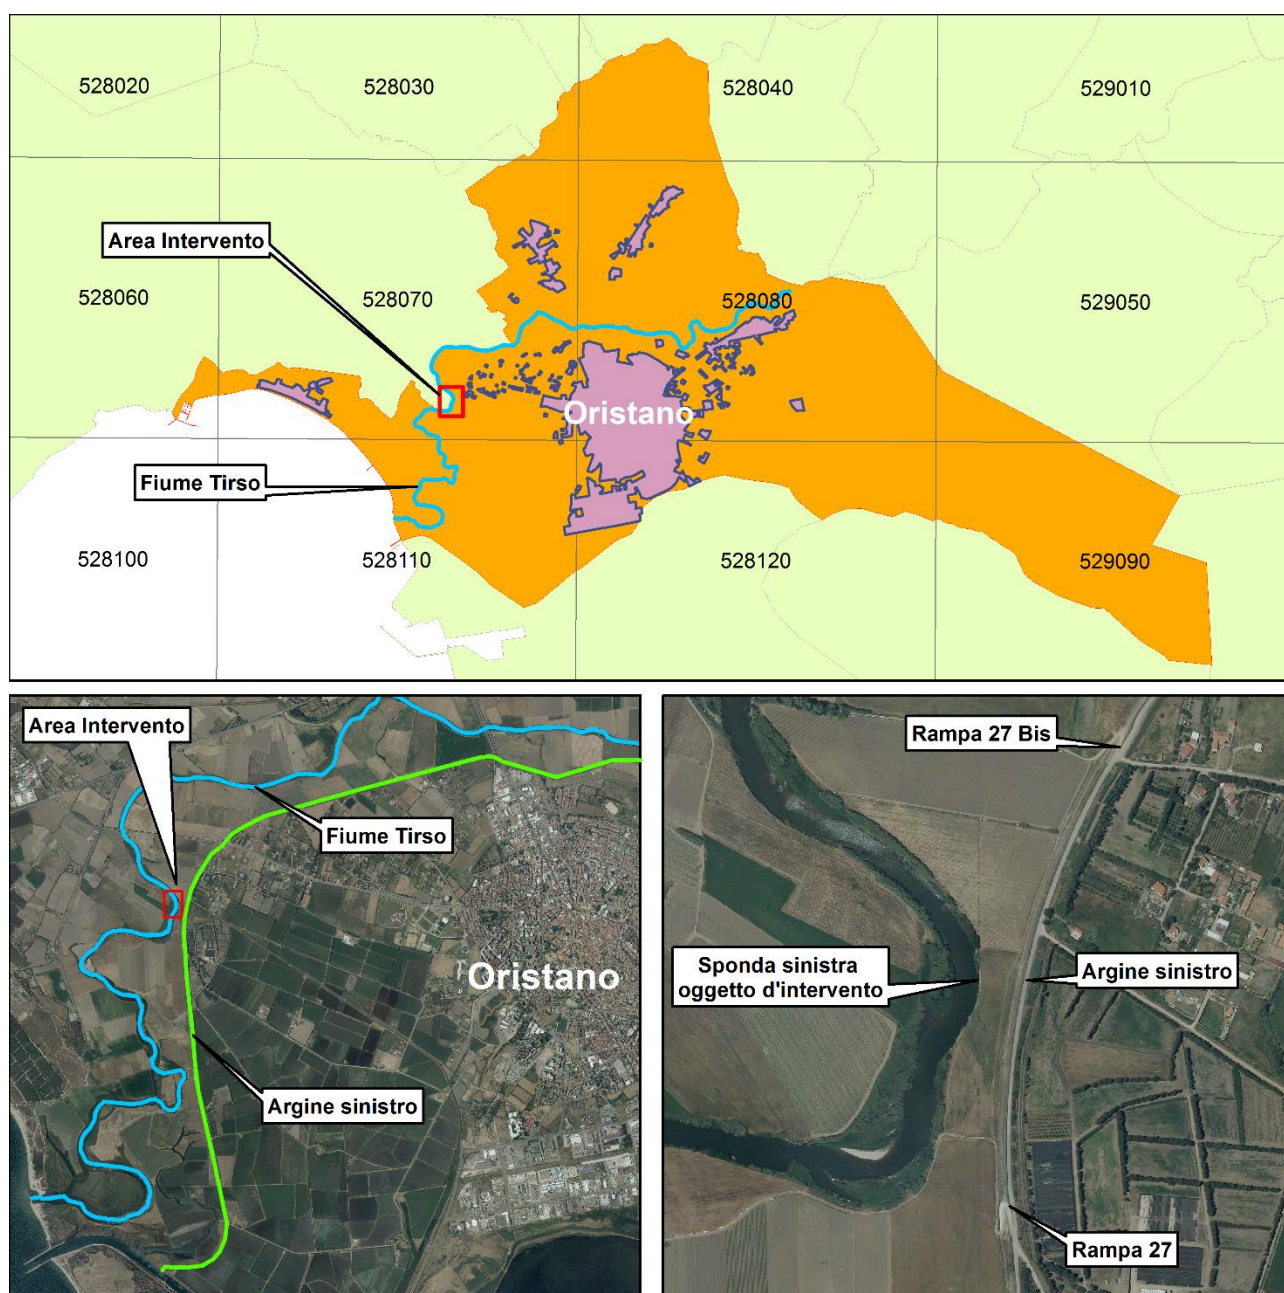 528020
528030
528040
529010
Area Intervento
528060
528070
528080
529050
Oristano
Fiume Tirso
528100
528110
528120
529090
Area Intervento
Fiume Tirso
Oristano
Argine sinistro
Rampa 27 Bis
Sponda sinistra
oggetto d'intervento
Argine sinistro
Rampa 27